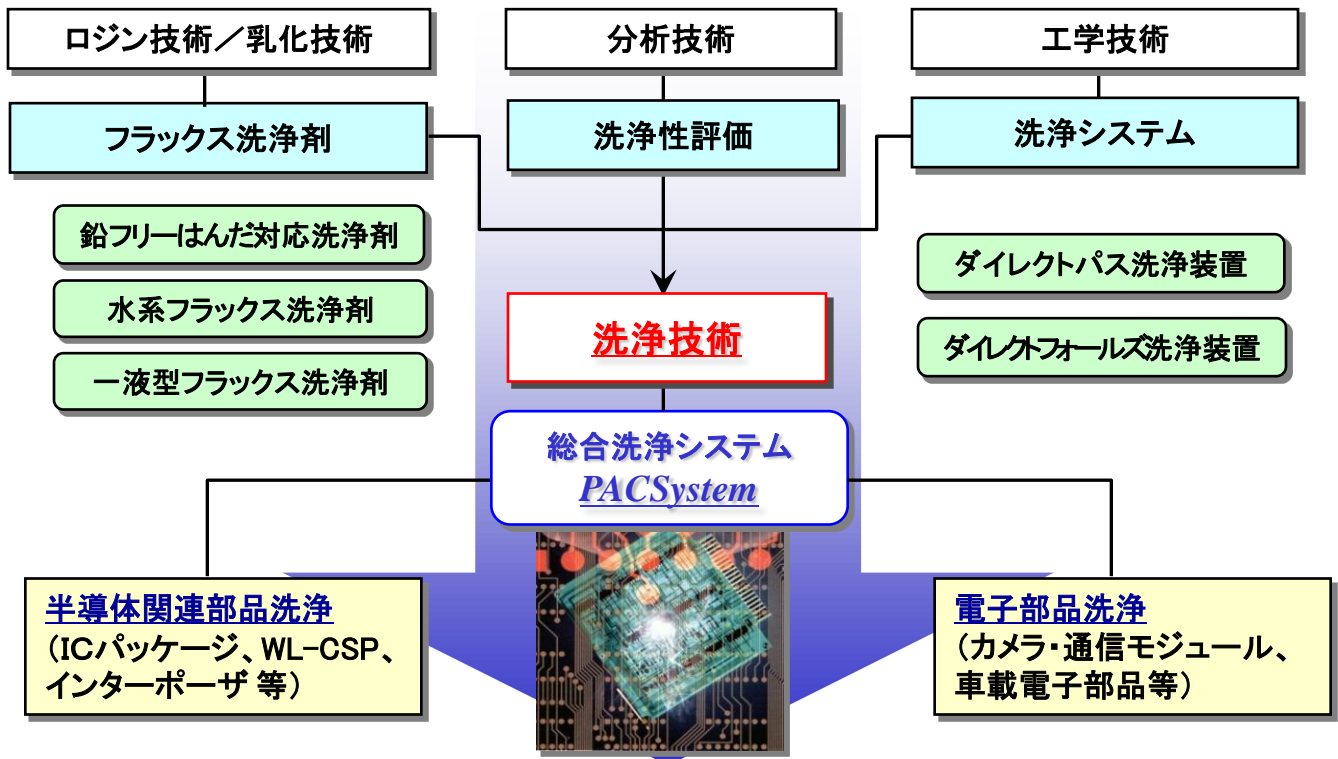 ロジン技術／乳化技術
分析技術
工学技術
フラックス洗浄剤
洗浄性評価
洗浄システム
鉛フリーはんだ対応洗浄剤
水系フラックス洗浄剤
一液型フラックス洗浄剤
ダイレクトパス洗浄装置
ダイレクトフォールズ洗浄装置
洗浄技術
総合洗浄システム
PACSystem
半導体関連部品洗浄
（ICパッケージ、WL-CSP、
インターポーザ 等）
電子部品洗浄
（カメラ・通信モジュール、
車載電子部品等）